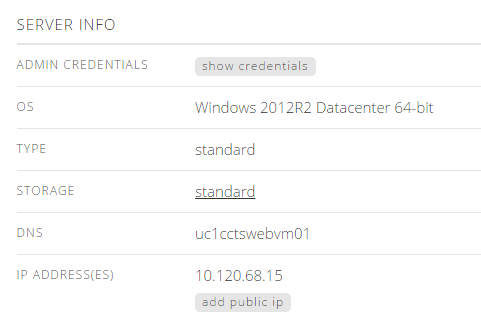 SERVER INFO
ADMIN CREDENTIALS show credentials
OS Windows 2012R2 Datacenter 64-bit
TYPE standard
STORAGE standard
DNS uc1cctswebvm01
IP ADDRESS(ES) 10.120.68.15
add public ip